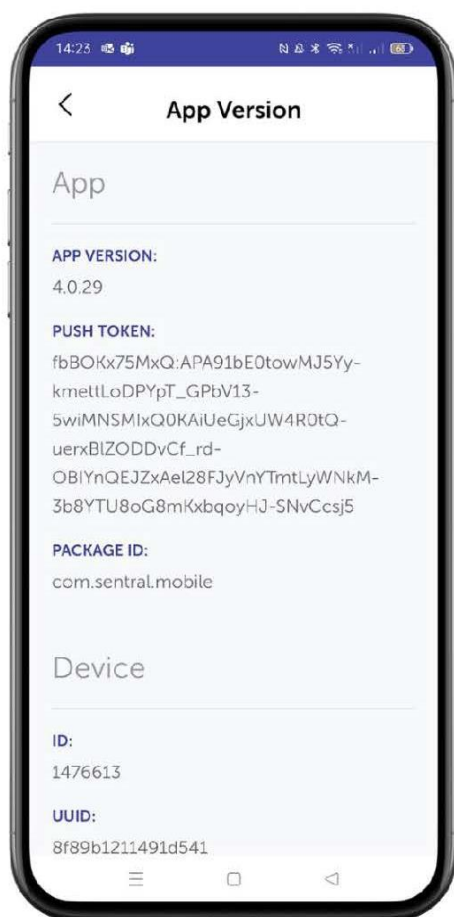 14:23
App Version
App
APP VERSION:
4.0.29
PUSH TOKEN:
fbBOKx75MxQ:APA91bE0towMJ5Yy-
kmettLoDPYpT_GPbV13-
5wiMNSMIxQ0KAiUeGjxUW4R0tQ-
uerxBlZODDvCf_rd-
OBIYnQEJZxAel28FJyVnYTmtLyWNkM-
3b8YTU8oG8mKxbqoyHJ-SNvCcsj5
PACKAGE ID:
com.sentral.mobile
Device
ID:
1476613
UUID:
8f89b1211491d541